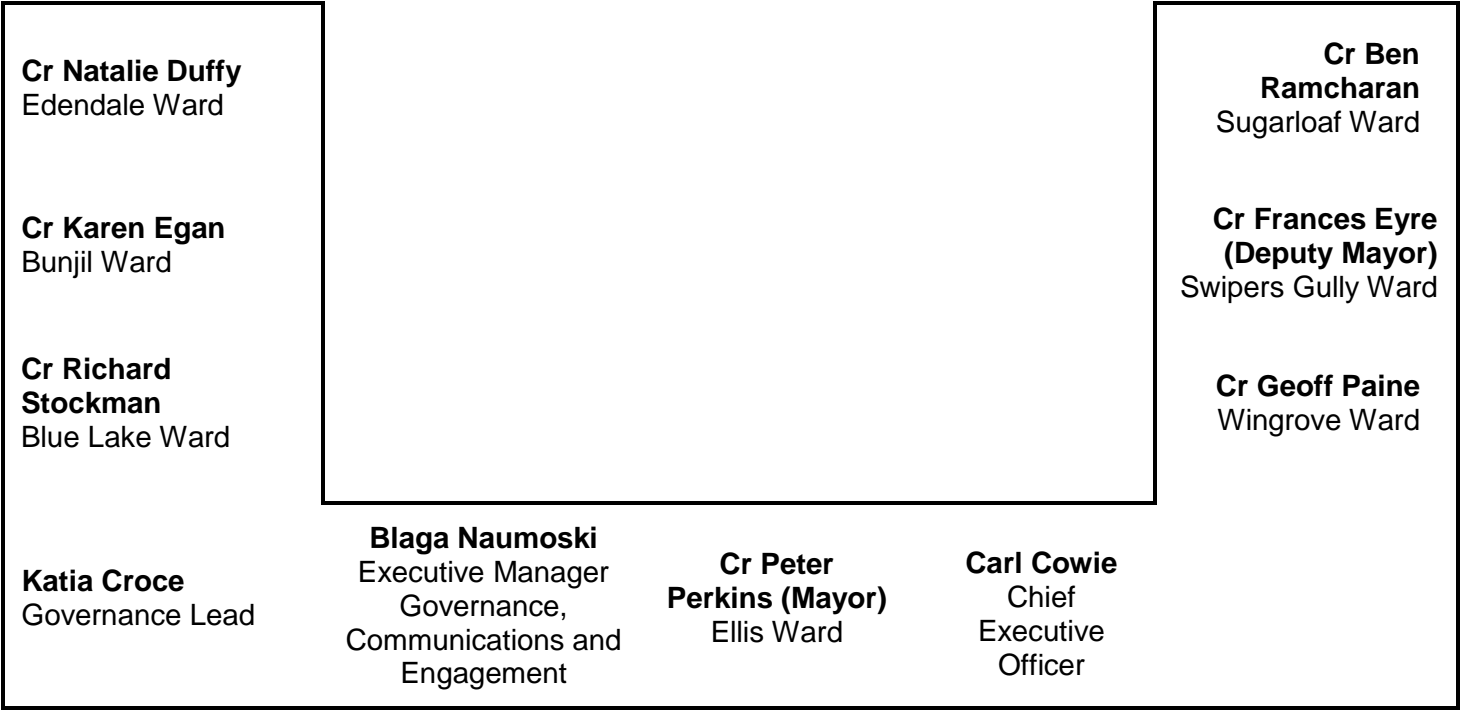 Cr Natalie Duffy
Edendale Ward
Cr Karen Egan
Bunjil Ward
Cr Richard
Stockman
Blue Lake Ward
Katia Croce
Governance Lead
Blaga Naumoski
Executive Manager
Governance,
Communications and
Engagement
Cr Peter
Perkins (Mayor)
Ellis Ward
Carl Cowie
Chief
Executive
Officer
Cr Ben
Ramcharan
Sugarloaf Ward
Cr Frances Eyre
(Deputy Mayor)
Swipers Gully Ward
Cr Geoff Paine
Wingrove Ward